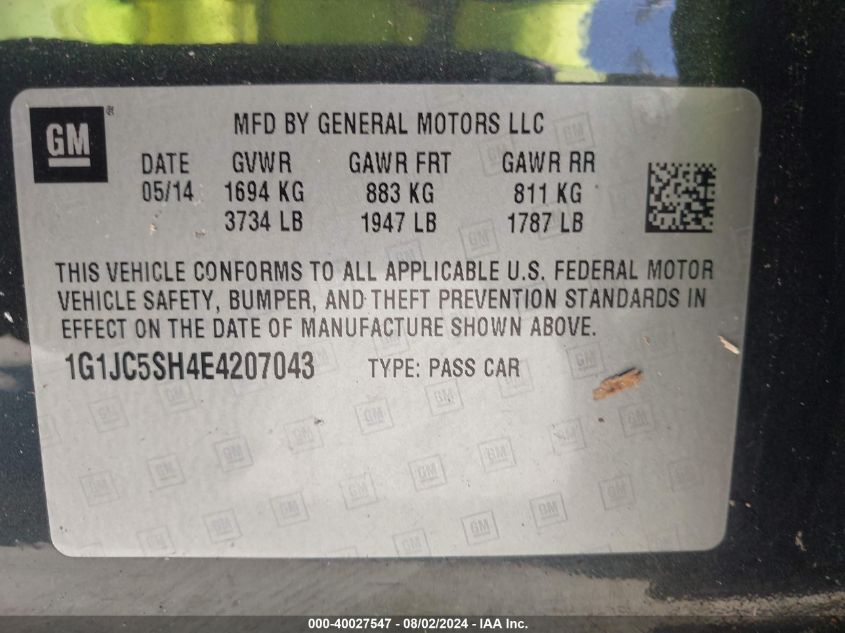 GM ®
MFD BY GENERAL MOTORS LLC
DATE GVWR GAWR FRT GAWR RR
05/14 1694 KG 883 KG 811 KG
3734 LB 1947 LB 1787 LB
THIS VEHICLE CONFORMS TO ALL APPLICABLE U.S. FEDERAL MOTOR
VEHICLE SAFETY, BUMPER, AND THEFT PREVENTION STANDARDS IN
EFFECT ON THE DATE OF MANUFACTURE SHOWN ABOVE.
1G1JC5SH4E4207043 TYPE: PASS CAR
000-40027547 - 08/02/2024 - IAA Inc.